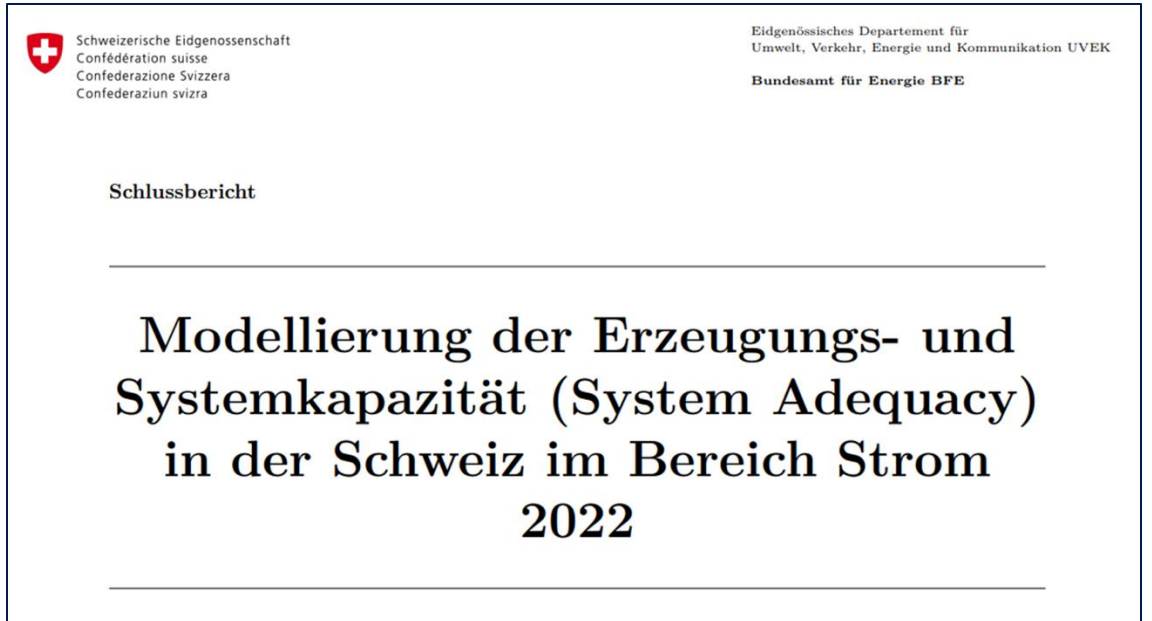 Schweizerische Eidgenossenschaft
Confédération suisse
Confederazione Svizzera
Confederaziun svizra
Eidgenössisches Departement für
Umwelt, Verkehr, Energie und Kommunikation UVEK
Bundesamt für Energie BFE
Schlussbericht
Modellierung der Erzeugungs- und
Systemkapazität (System Adequacy)
in der Schweiz im Bereich Strom
2022